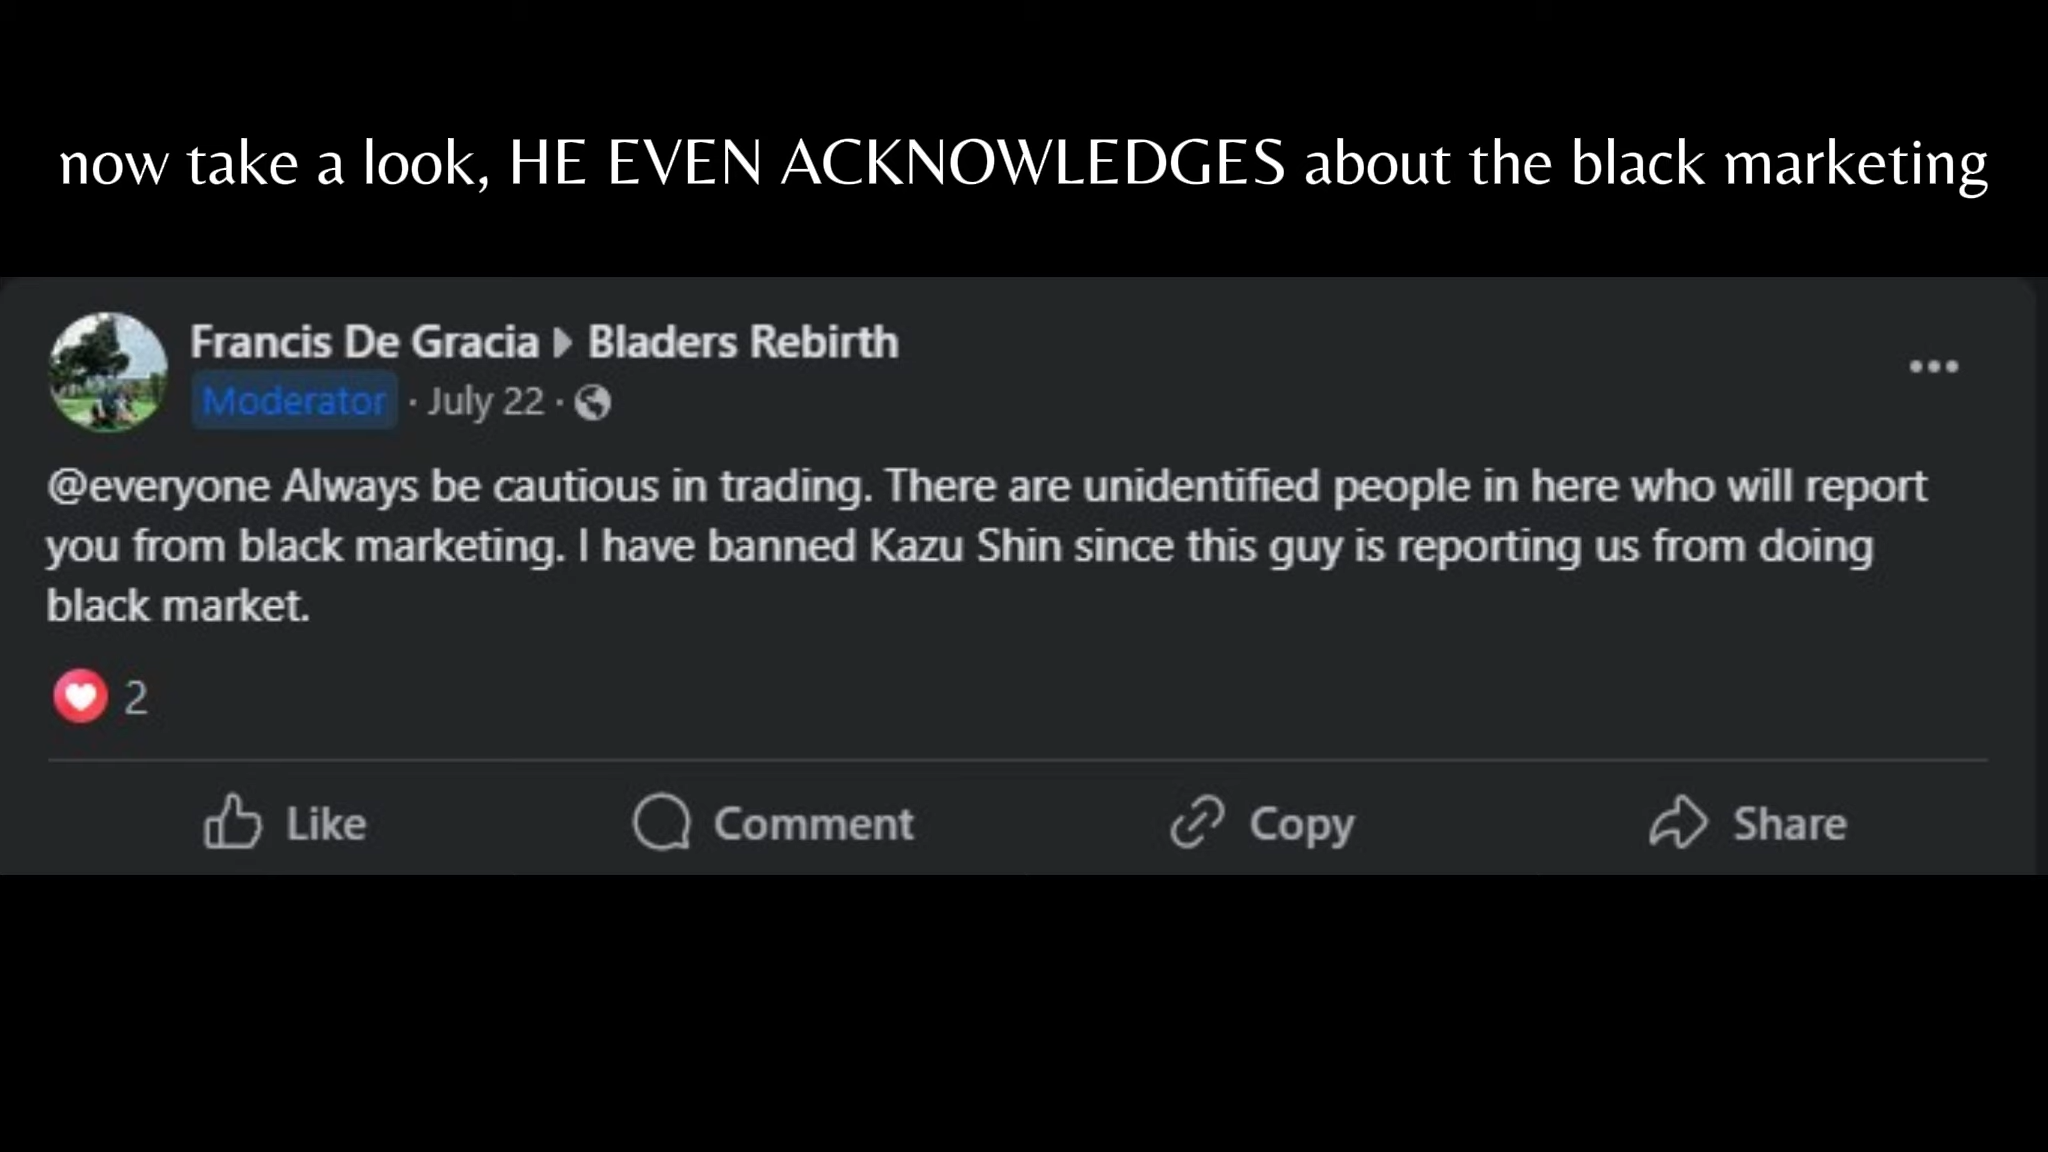 now take a look, HE EVEN ACKNOWLEDGES about the black marketing
Francis De Gracia ▶ Bladers Rebirth
Moderator · July 22 ·
@everyone Always be cautious in trading. There are unidentified people in here who will report
you from black marketing. I have banned Kazu Shin since this guy is reporting us from doing
black market.
2
Like Comment Copy Share